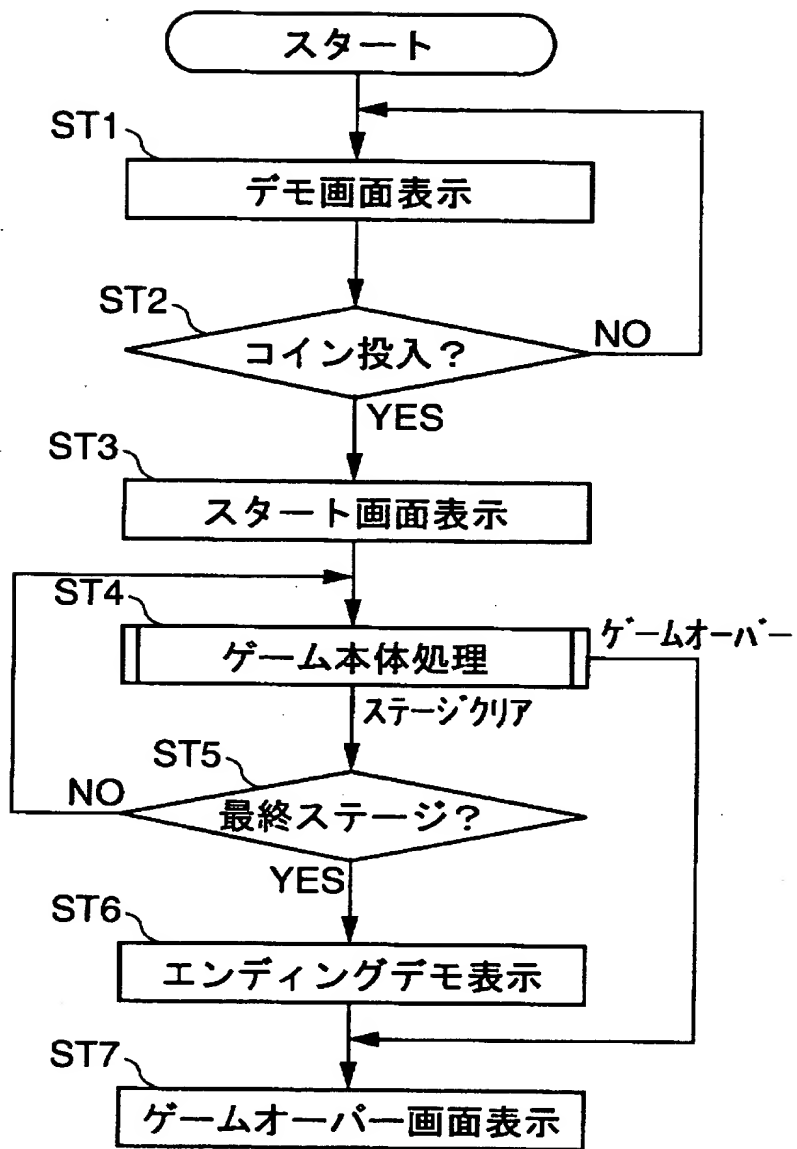 スタート
ST1
デモ画面表示
ST2
コイン投入?
NO
YES
ST3
スタート画面表示
ST4
ゲーム本体処理
ゲームオーバー
ステージクリア
ST5
NO
最終ステージ?
YES
ST6
エンディングデモ表示
ST7
ゲームオーバー画面表示